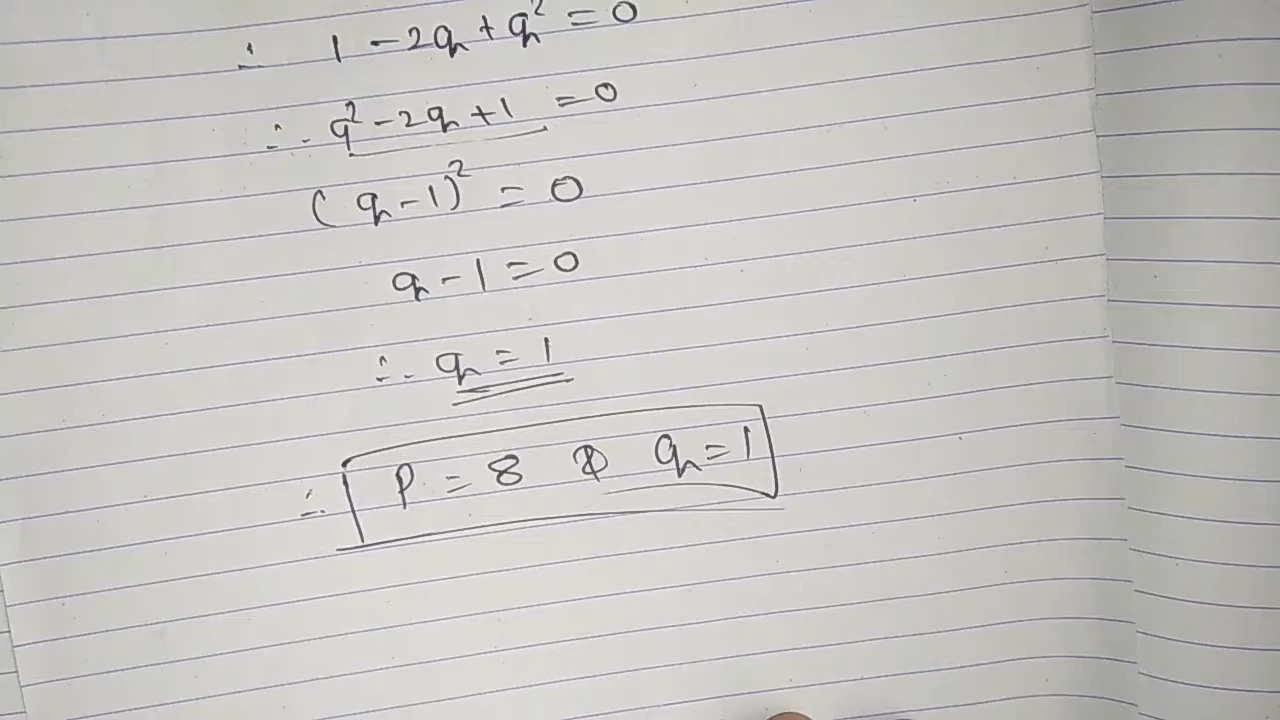 ∴ 1 - 2q + q² = 0
∴ q² - 2q + 1 = 0
(q - 1)² = 0
q - 1 = 0
∴ q = 1
∴ P = 8 & q = 1